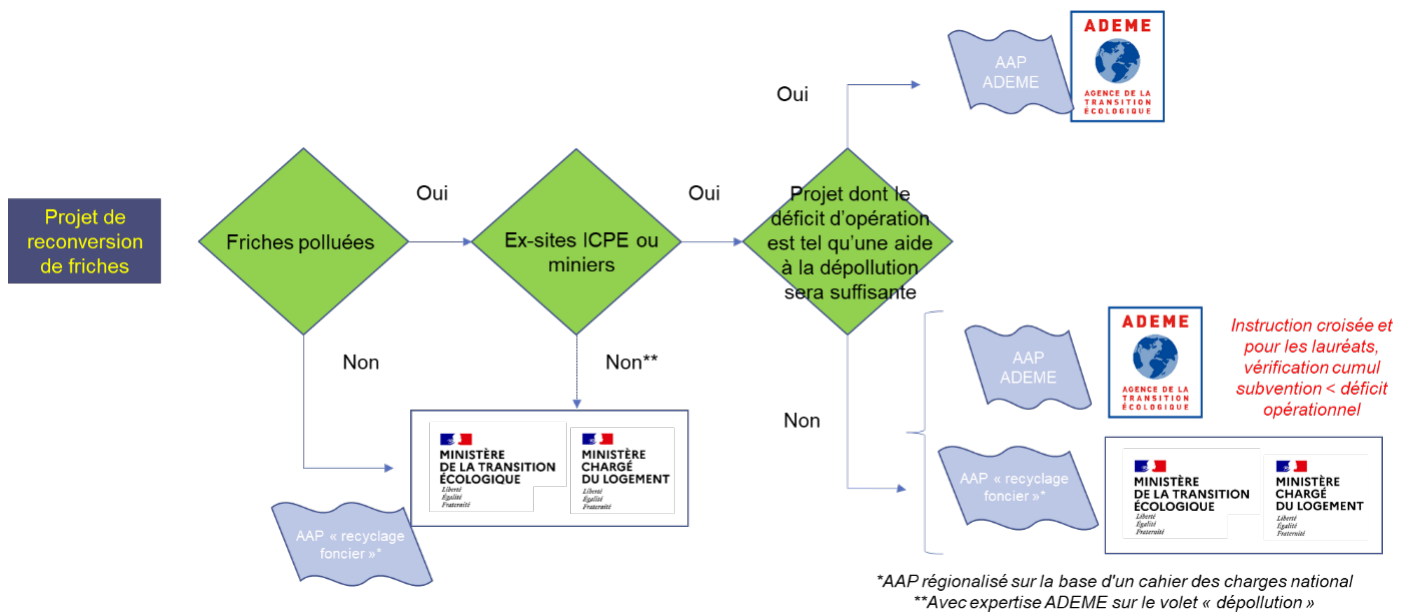 Projet de
reconversion
de friches
Friches polluées
Oui
Non
Ex-sites ICPE ou
miniers
Oui
Non**
Projet dont le
déficit d'opération
est tel qu'une aide
à la dépollution
sera suffisante
Oui
Non
AAP
ADEME
ADEME
AGENCE DE LA
TRANSITION
ÉCOLOGIQUE
AAP
ADEME
ADEME
AGENCE DE LA
TRANSITION
ÉCOLOGIQUE
Instruction croisée et
pour les lauréats,
vérification cumul
subvention < déficit
opérationnel
MINISTÈRE
DE LA TRANSITION
ÉCOLOGIQUE
Liberté
Égalité
Fraternité
MINISTÈRE
CHARGÉ
DU LOGEMENT
Liberté
Égalité
Fraternité
AAP « recyclage
foncier »*
AAP « recyclage
foncier »*
MINISTÈRE
DE LA TRANSITION
ÉCOLOGIQUE
Liberté
Égalité
Fraternité
MINISTÈRE
CHARGÉ
DU LOGEMENT
Liberté
Égalité
Fraternité
*AAP régionalisé sur la base d'un cahier des charges national
**Avec expertise ADEME sur le volet « dépollution »